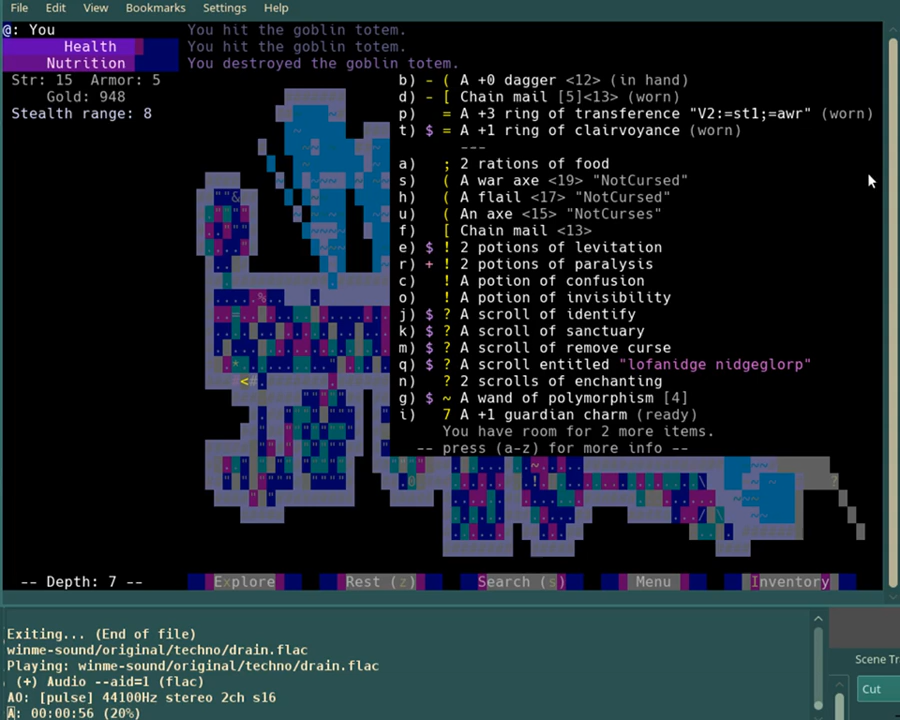 File Edit View Bookmarks Settings Help
@: You
You hit the goblin totem.
Health
You hit the goblin totem.
Nutrition
You destroyed the goblin totem.
Str: 15 Armor: 5
Gold: 948
Stealth range: 8
b) - ( A +0 dagger <12> (in hand)
d) - [ Chain mail [5]<13> (worn)
p) = A +3 ring of transference "V2:=st1;=awr" (worn)
t) $ = A +1 ring of clairvoyance (worn)
---
a) ; 2 rations of food
s) ( A war axe <19> "NotCursed"
h) ( A flail <17> "NotCursed"
u) ( An axe <15> "NotCurses"
f) [ Chain mail <13>
e) $ ! 2 potions of levitation
r) + ! 2 potions of paralysis
c) ! A potion of confusion
o) ! A potion of invisibility
j) $ ? A scroll of identify
k) $ ? A scroll of sanctuary
m) $ ? A scroll of remove curse
q) $ ? A scroll entitled "lofanidge nidgeglorp"
n) ? 2 scrolls of enchanting
g) $ ~ A wand of polymorphism [4]
i) 7 A +1 guardian charm (ready)
You have room for 2 more items.
-- press (a-z) for more info --
-- Depth: 7 --
Explore
Rest (z)
Search (s)
Menu
Inventory
Exiting... (End of file)
winme-sound/original/techno/drain.flac
Playing: winme-sound/original/techno/drain.flac
(+) Audio --aid=1 (flac)
AO: [pulse] 44100Hz stereo 2ch s16
A: 00:00:56 (20%)
Scene Tr
Cut